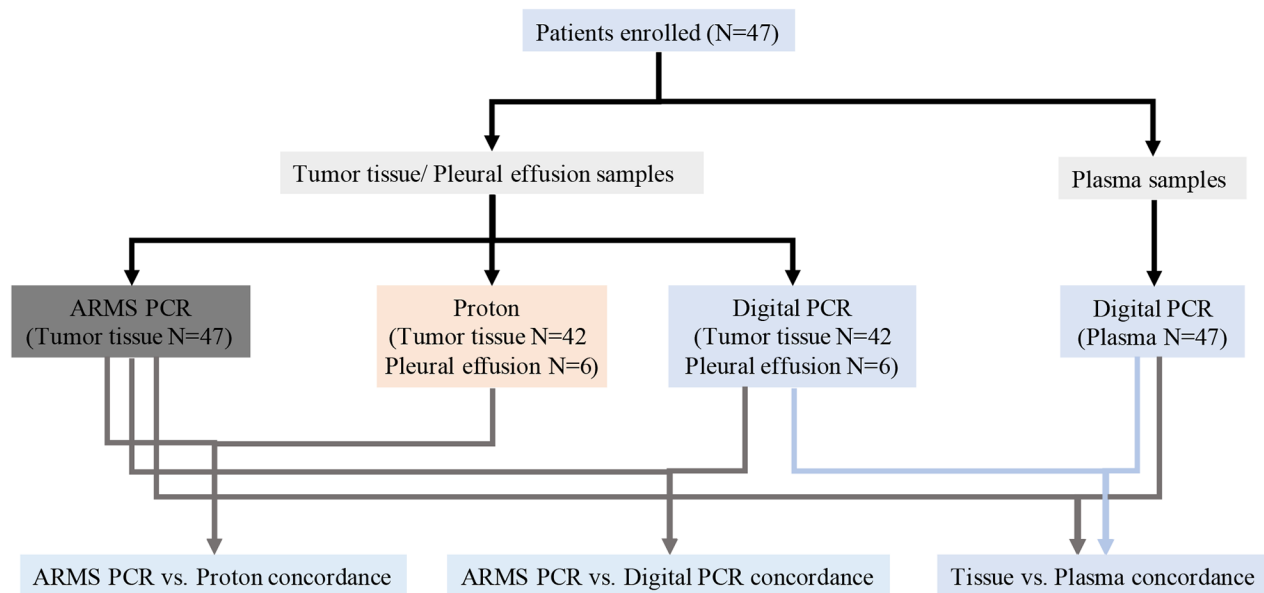 Patients enrolled (N=47)
Tumor tissue/ Pleural effusion samples
Plasma samples
ARMS PCR
(Tumor tissue N=47)
Proton
(Tumor tissue N=42
Pleural effusion N=6)
Digital PCR
(Tumor tissue N=42
Pleural effusion N=6)
Digital PCR
(Plasma N=47)
ARMS PCR vs. Proton concordance
ARMS PCR vs. Digital PCR concordance
Tissue vs. Plasma concordance